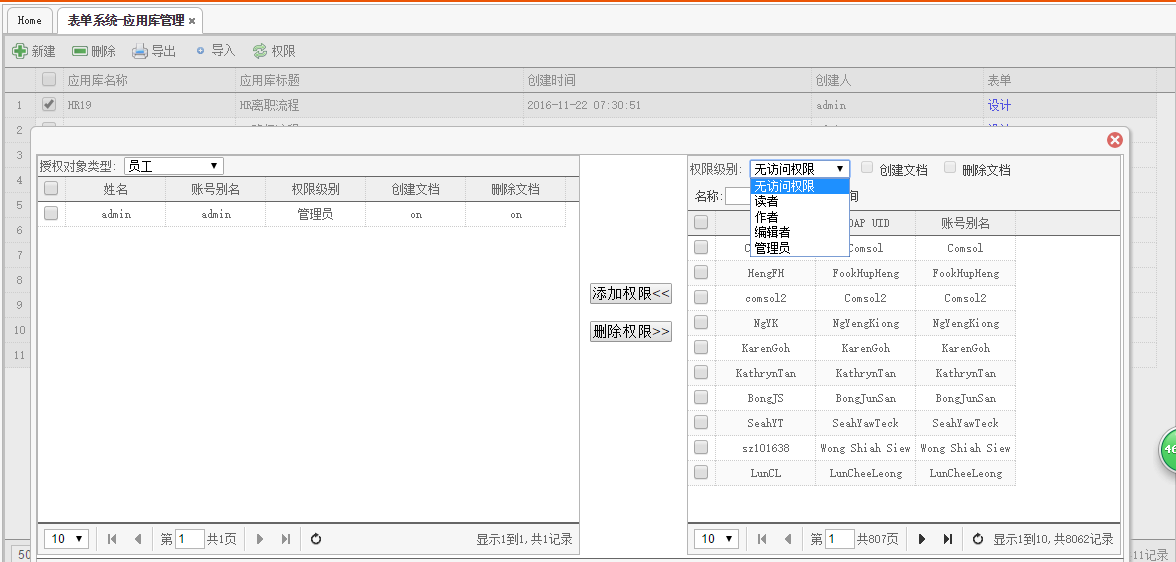 Home 表单系统-应用库管理 ×
新建 删除 导出 导入 权限
应用库名称 应用库标题 创建时间 创建人 表单
1 HR19 HR离职流程 2016-11-22 07:30:51 admin 设计
2
3
4
5
6
7
8
9
10
11
授权对象类型: 员工
姓名 账号别名 权限级别 创建文档 删除文档
admin admin 管理员 on on
添加权限<<
删除权限>>
10 第 1 共1页 显示1到1, 共1记录
权限级别: 无访问权限 创建文档 删除文档
无访问权限
读者
作者
编辑者
管理员
名称:
UID 账号别名
Comsol Comsol
HengFH FookHupHeng FookHupHeng
comsol2 Comsol2 Comsol2
NgYK NgYengKiong NgYengKiong
KarenGoh KarenGoh KarenGoh
KathrynTan KathrynTan KathrynTan
BongJS BongJunSan BongJunSan
SeahYT SeahYawTeck SeahYawTeck
sz101638 Wong Shiah Siew Wong Shiah Siew
LunCL LunCheeLeong LunCheeLeong
10 第 1 共807页 显示1到10, 共8062记录
50
11记录
46